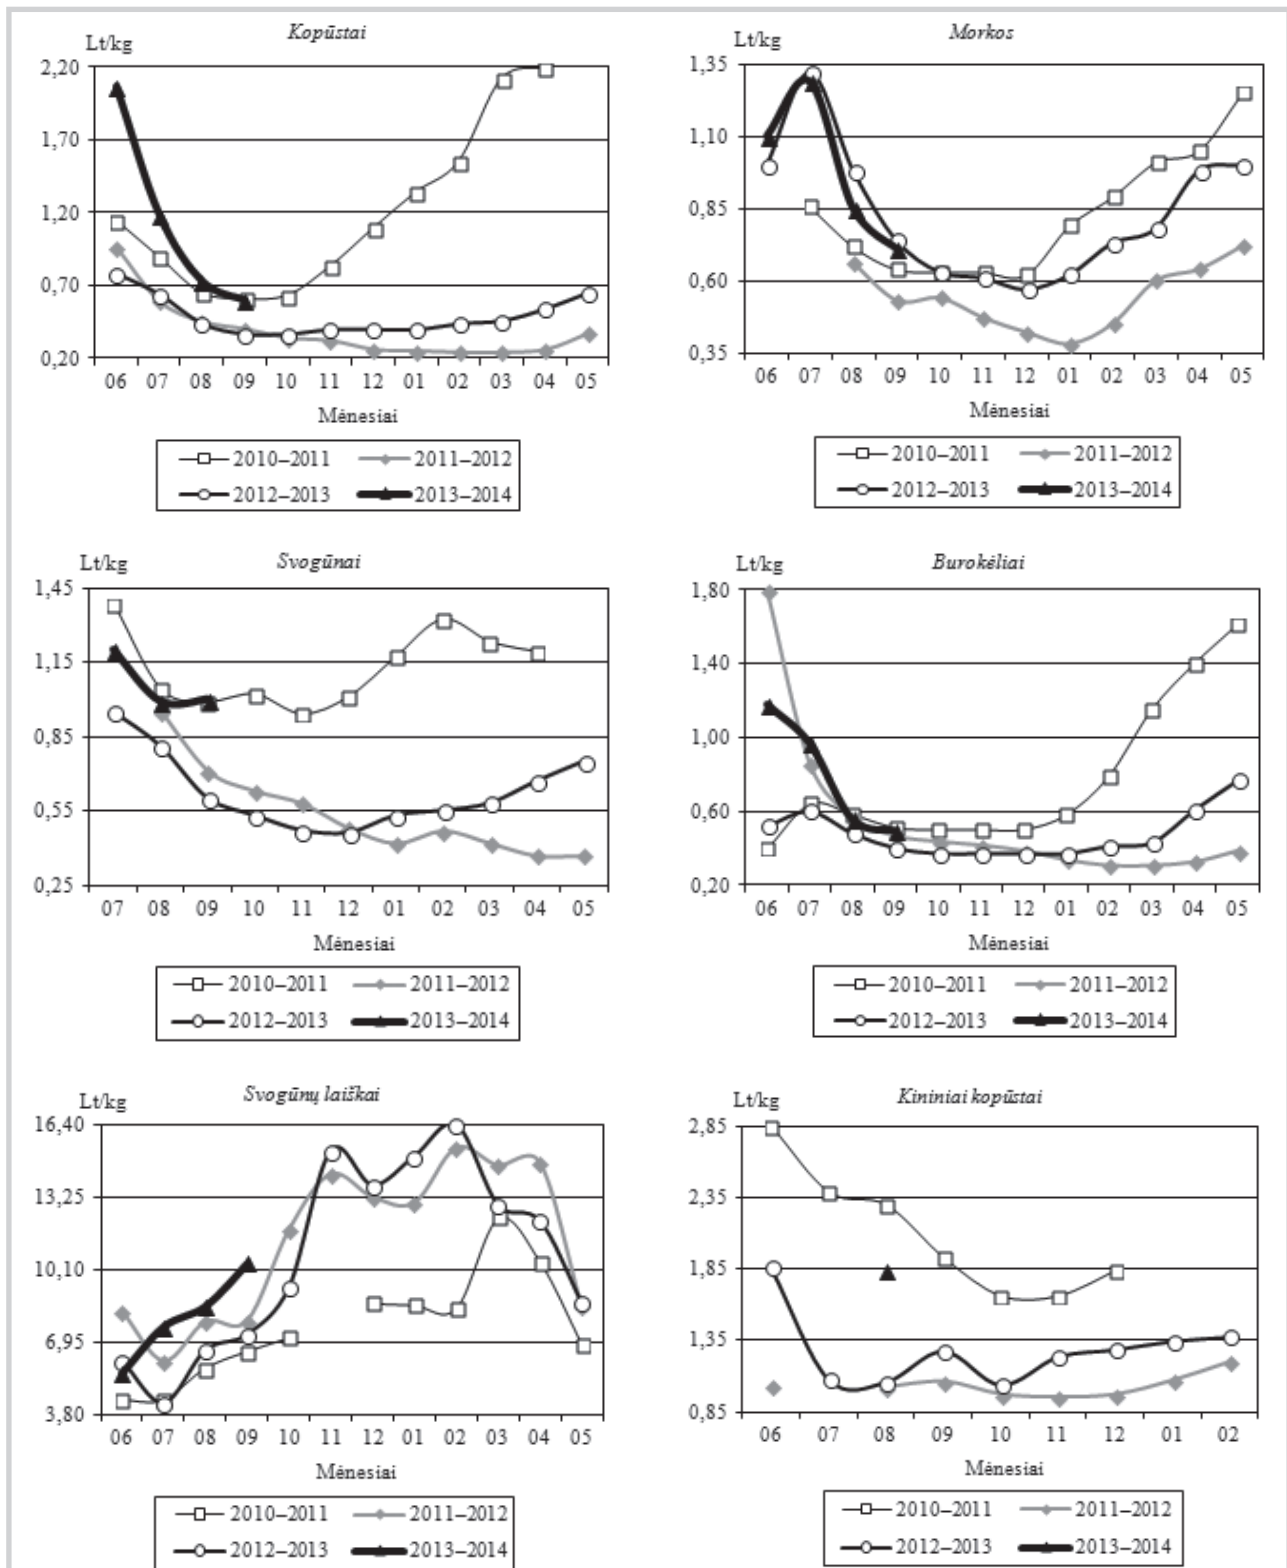 Kopūstai
Lt/kg
2,20
1,70
1,20
0,70
0,20
06 07 08 09 10 11 12 01 02 03 04 05
Mėnesiai
2010–2011 2011–2012
2012–2013 2013–2014
Morkos
Lt/kg
1,35
1,10
0,85
0,60
0,35
06 07 08 09 10 11 12 01 02 03 04 05
Mėnesiai
2010–2011 2011–2012
2012–2013 2013–2014
Svogūnai
Lt/kg
1,45
1,15
0,85
0,55
0,25
07 08 09 10 11 12 01 02 03 04 05
Mėnesiai
2010–2011 2011–2012
2012–2013 2013–2014
Burokėliai
Lt/kg
1,80
1,40
1,00
0,60
0,20
06 07 08 09 10 11 12 01 02 03 04 05
Mėnesiai
2010–2011 2011–2012
2012–2013 2013–2014
Svogūnų laiškai
Lt/kg
16,40
13,25
10,10
6,95
3,80
06 07 08 09 10 11 12 01 02 03 04 05
Mėnesiai
2010–2011 2011–2012
2012–2013 2013–2014
Kininiai kopūstai
Lt/kg
2,85
2,35
1,85
1,35
0,85
06 07 08 09 10 11 12 01 02
Mėnesiai
2010–2011 2011–2012
2012–2013 2013–2014